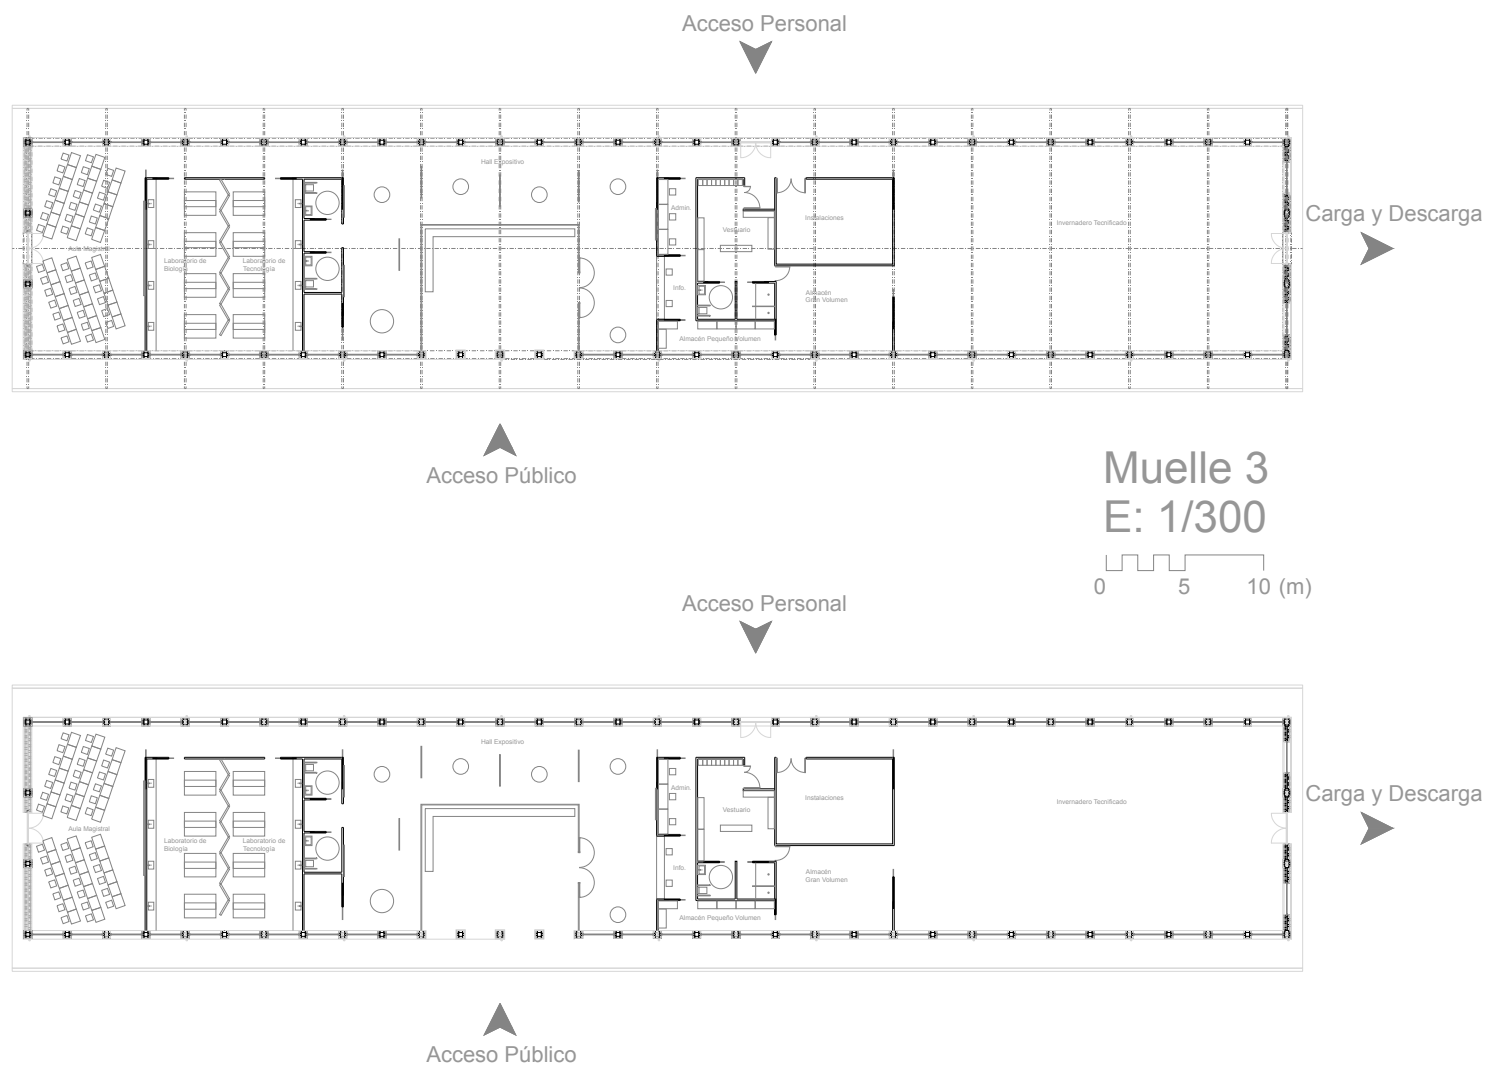 Acceso Personal
Hall Expositivo
Admin.
Instalaciones
Carga y Descarga
Invernadero Tecnificado
Vestuario
Aula Magistral
Laboratorio de
Biología
Laboratorio de
Tecnología
Info.
Almacén
Gran Volumen
Almacén Pequeño Volumen
Acceso Público
Muelle 3
E: 1/300
0 5 10 (m)
Acceso Personal
Hall Expositivo
Admin.
Instalaciones
Carga y Descarga
Invernadero Tecnificado
Vestuario
Aula Magistral
Laboratorio de
Biología
Laboratorio de
Tecnología
Info.
Almacén
Gran Volumen
Almacén Pequeño Volumen
Acceso Público